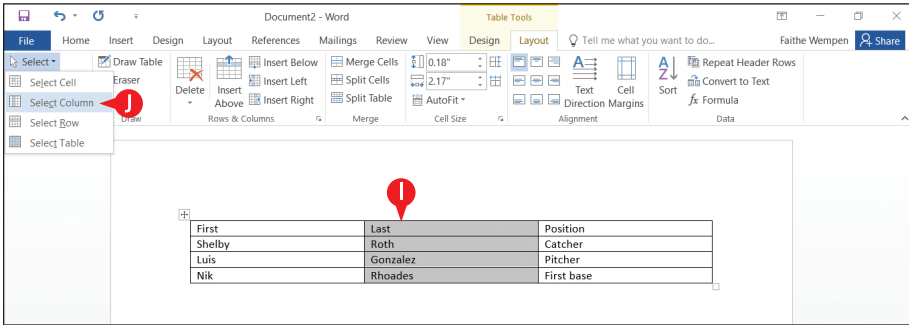 Document2 - Word Table Tools
File Home Insert Design Layout References Mailings Review View Design Layout Tell me what you want to do... Faithe Wempen Share
Select Draw Table Insert Below Merge Cells 0.18" Repeat Header Rows
Select Cell Eraser Delete Insert Above Insert Left Split Cells 2.17" Text Direction Cell Margins Sort Convert to Text
Select Column J Insert Right Split Table AutoFit fx Formula
Select Row Draw Rows & Columns Merge Cell Size Alignment Data
Select Table
I
First Last Position
Shelby Roth Catcher
Luis Gonzalez Pitcher
Nik Rhoades First base